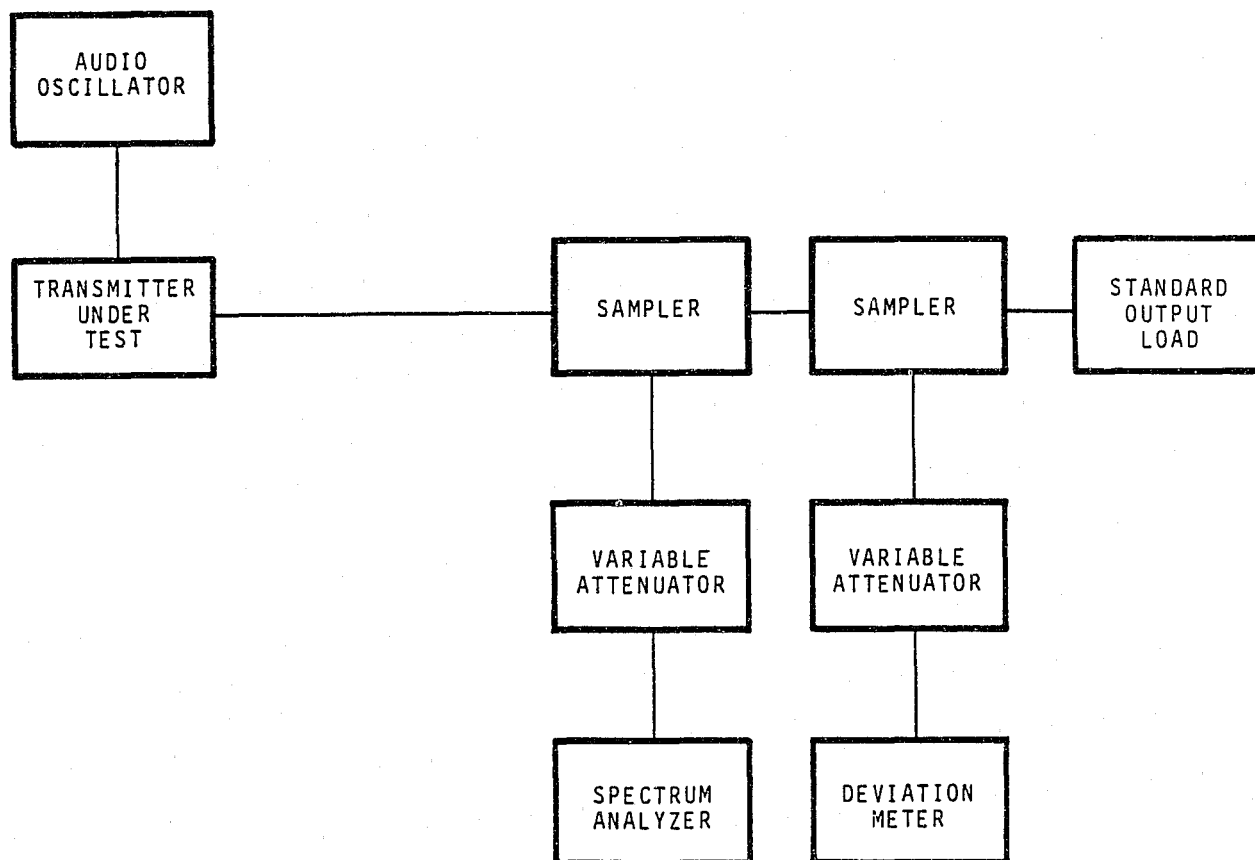 AUDIO
OSCILLATOR
TRANSMITTER
UNDER
TEST
SAMPLER
SAMPLER
STANDARD
OUTPUT
LOAD
VARIABLE
ATTENUATOR
VARIABLE
ATTENUATOR
SPECTRUM
ANALYZER
DEVIATION
METER